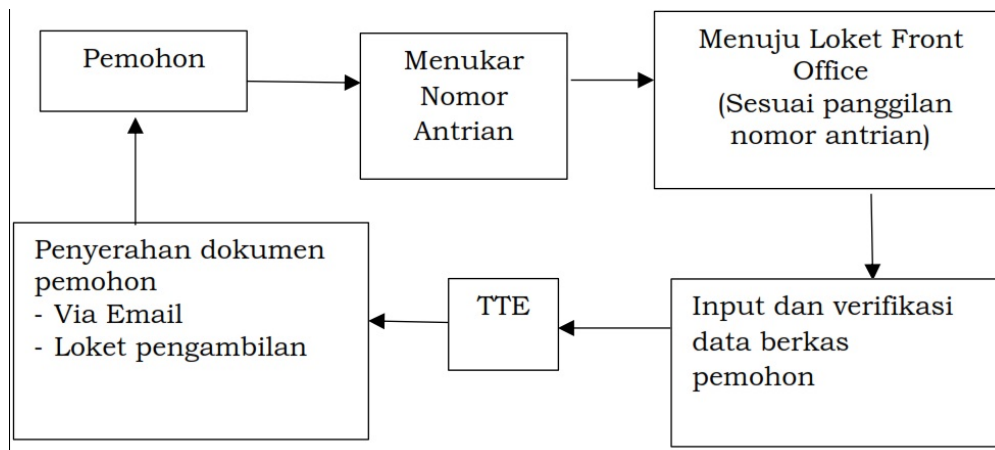 Pemohon
Menukar
Nomor
Antrian
Menuju Loket Front
Office
(Sesuai panggilan
nomor antrian)
Input dan verifikasi
data berkas
pemohon
TTE
Penyerahan dokumen
pemohon
- Via Email
- Loket pengambilan